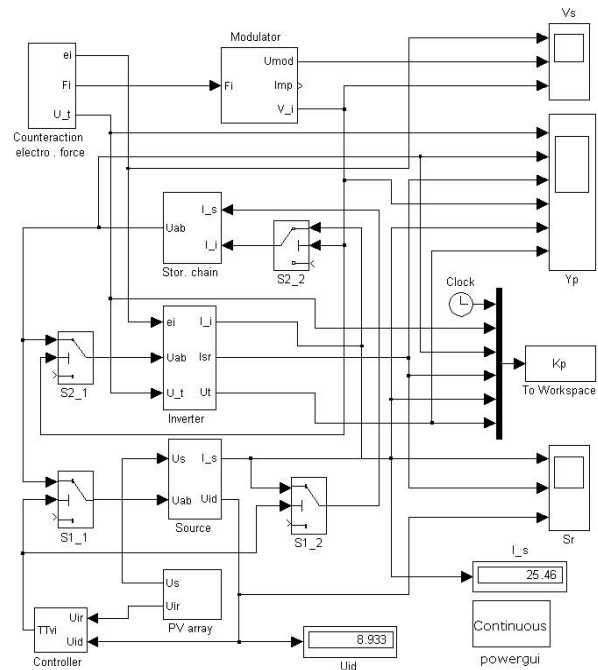 Vs
Modulator
ei
Fi
U_t
Counteraction
electro . force
Fi
Umod
Imp
V_i
Yp
Uab
I_s
I_i
Stor. chain
S2_2
Clock
Kp
To Workspace
S2_1
ei
Uab
U_t
I_i
Isr
Ut
Inverter
Us
Uab
I_s
Uid
Source
S1_1
S1_2
Sr
I_s
25.46
Us
Uir
PV array
TTvi
Uir
Uid
Controller
8.933
Uid
Continuous
powergui